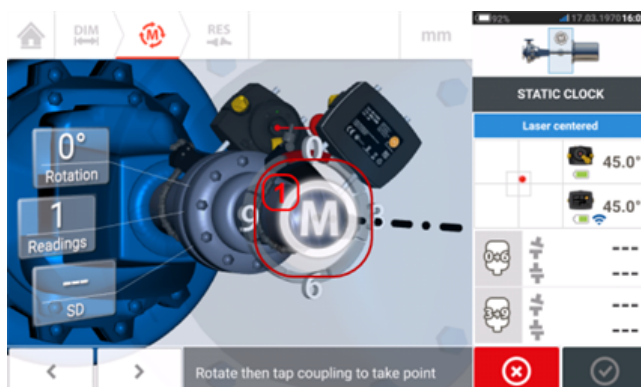 DIM
M
RES
mm
92%
17.03.1970 16:0
STATIC CLOCK
Laser centered
45.0°
45.0°
0°
Rotation
1
Readings
---
SD
0
1
9
M
3
6
0+6
---
---
3+9
---
---
Rotate then tap coupling to take point